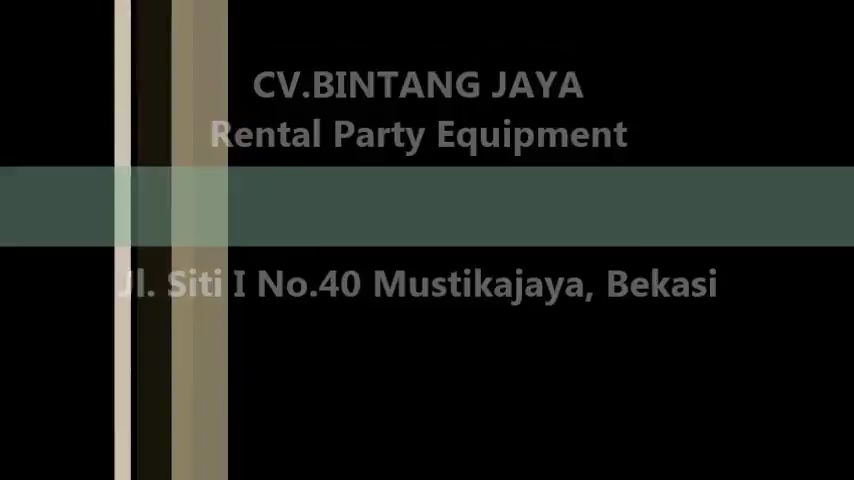 CV.BINTANG JAYA
Rental Party Equipment
Jl. Siti I No.40 Mustikajaya, Bekasi